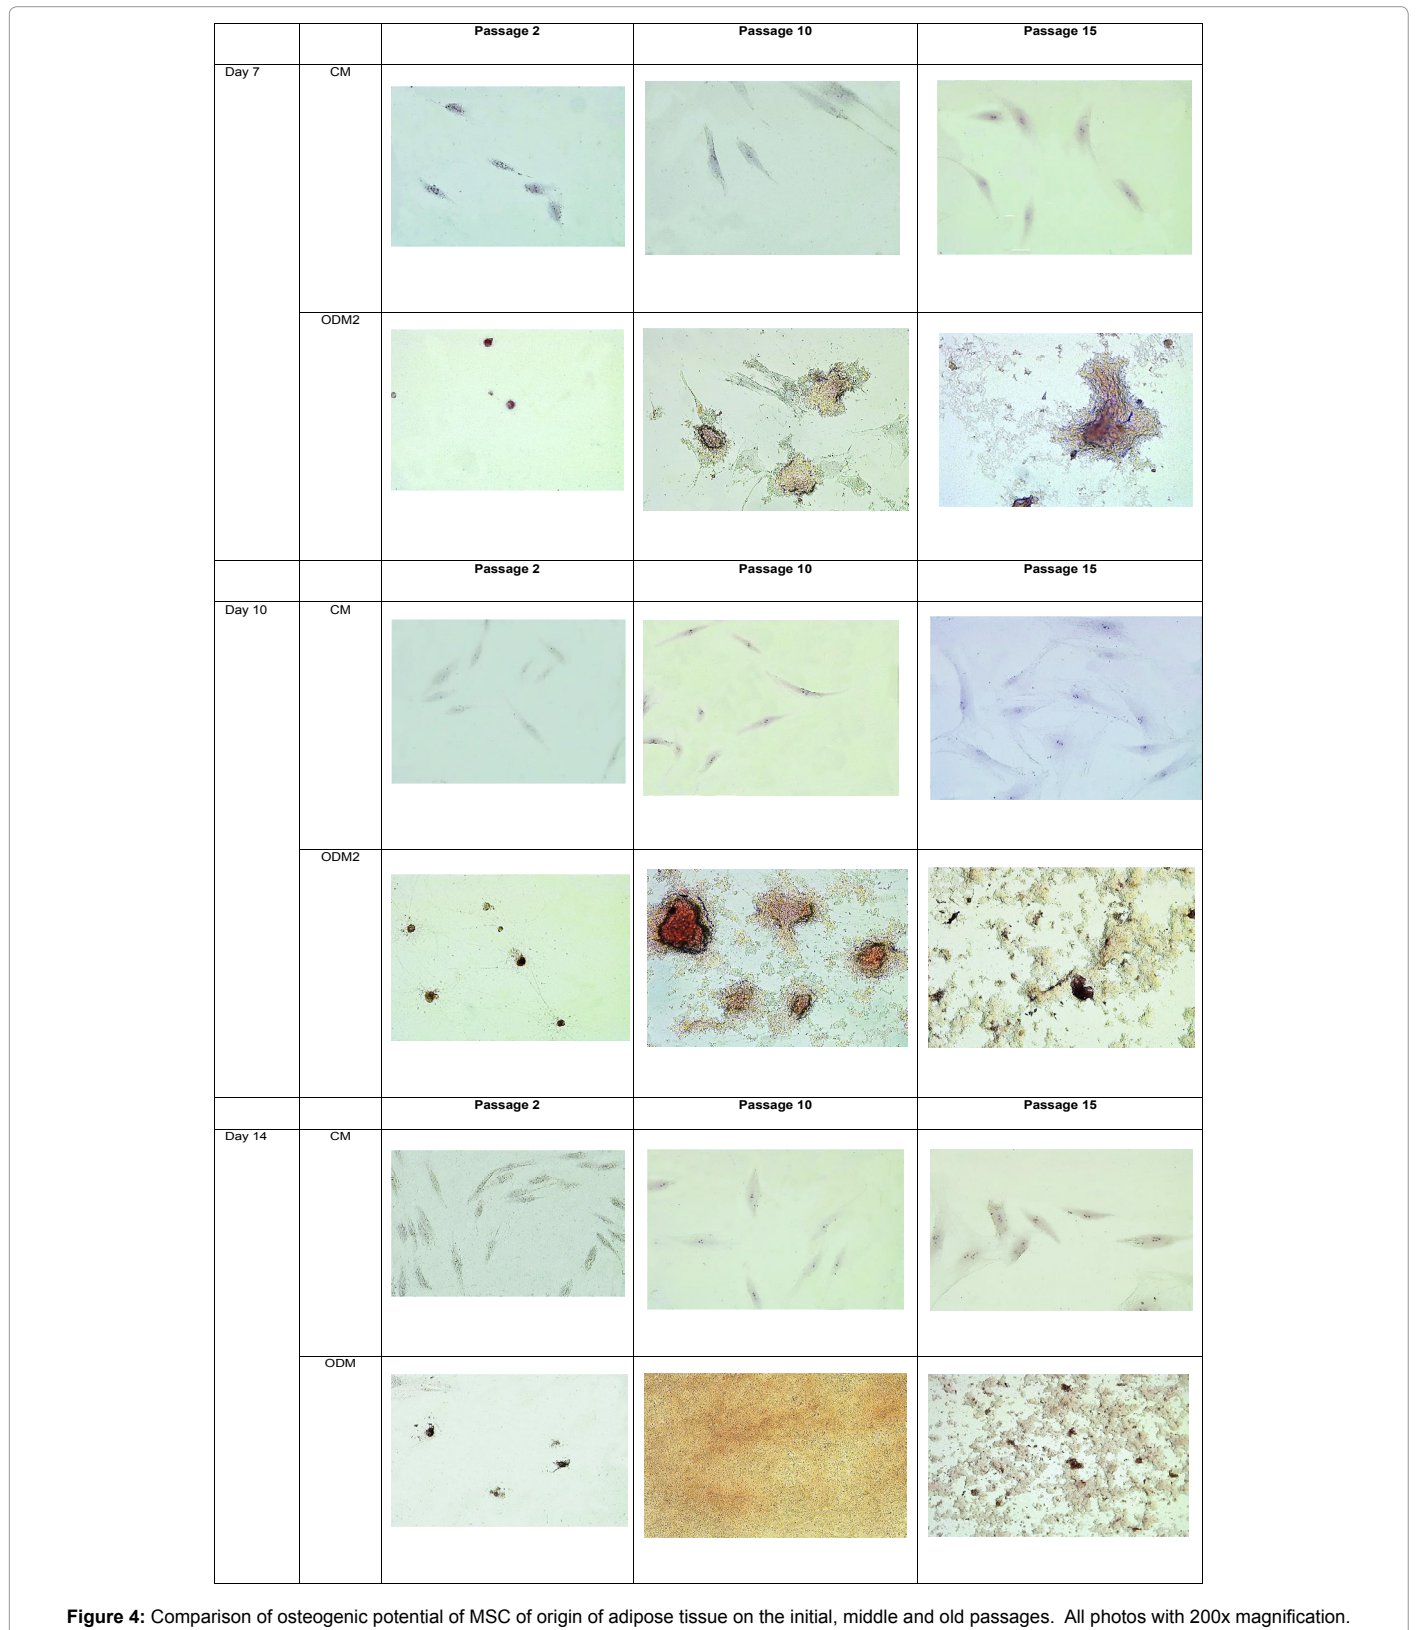 Passage 2 Passage 10 Passage 15
Day 7 CM
ODM2
Passage 2 Passage 10 Passage 15
Day 10 CM
ODM2
Passage 2 Passage 10 Passage 15
Day 14 CM
ODM
Figure 4: Comparison of osteogenic potential of MSC of origin of adipose tissue on the initial, middle and old passages. All photos with 200x magnification.